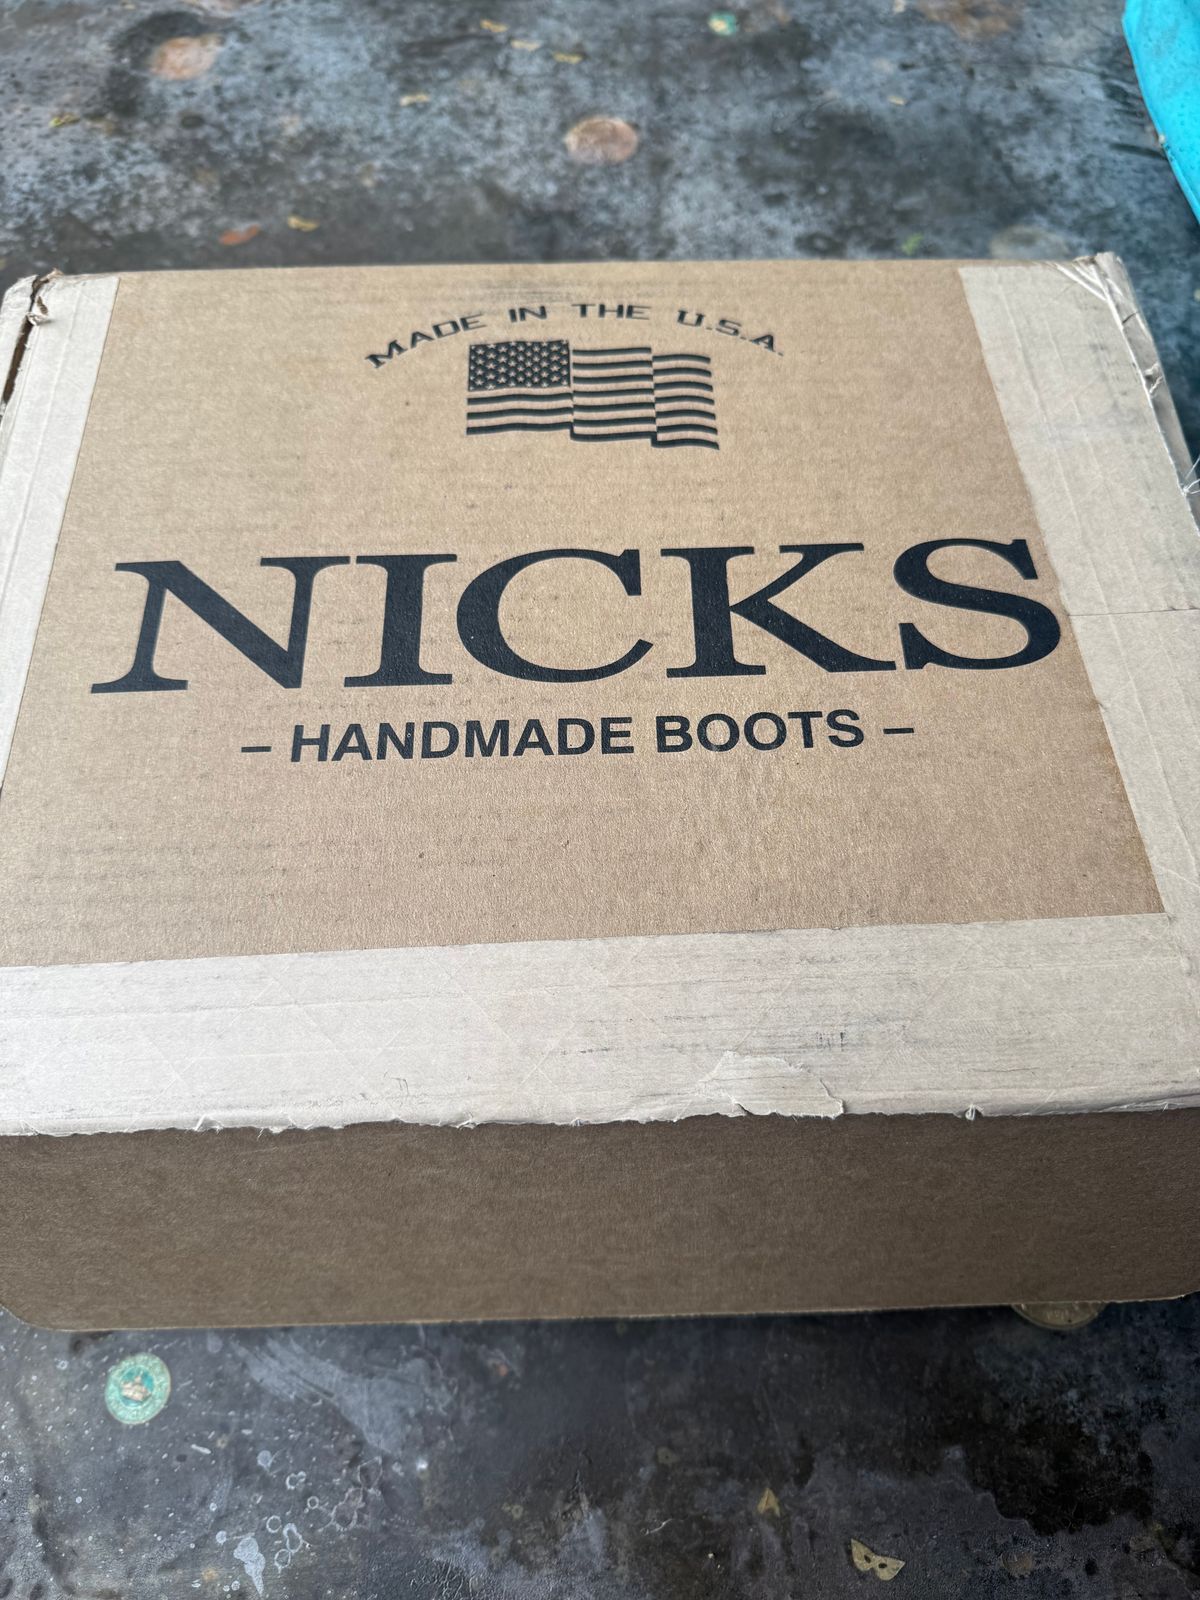 MADE IN THE U.S.A.
NICKS
– HANDMADE BOOTS –